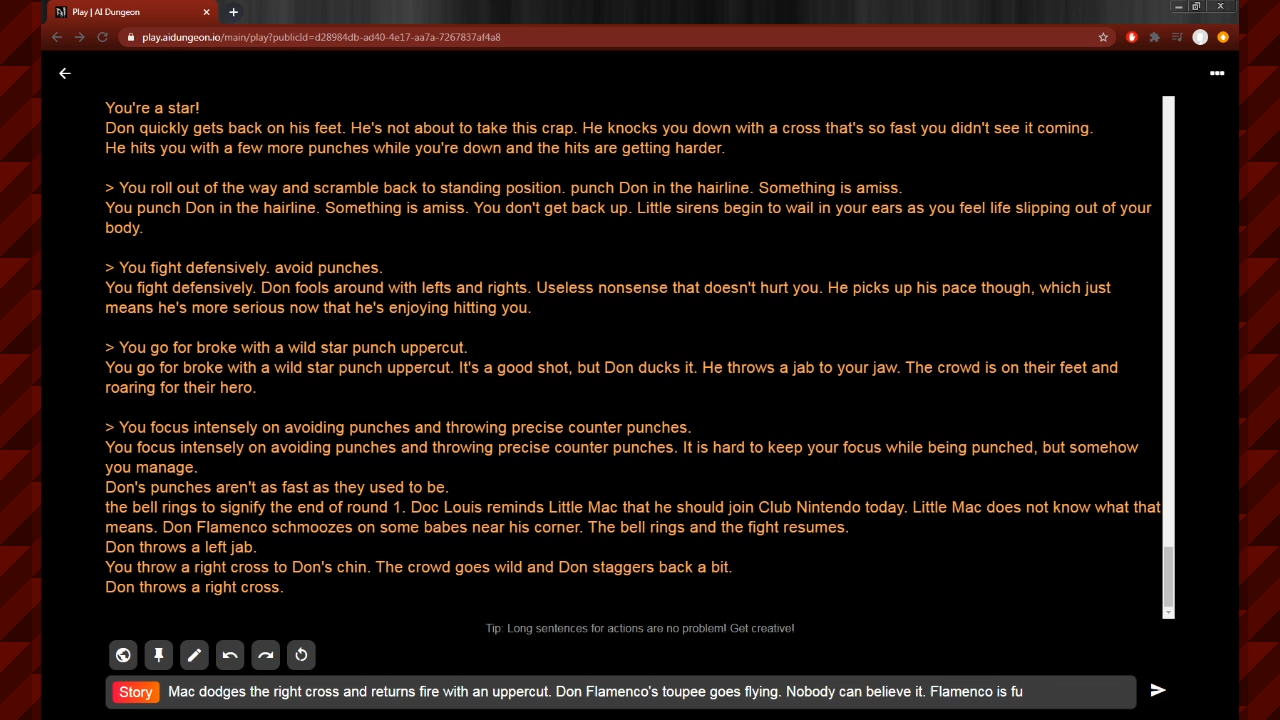 Play | AI Dungeon
play.aidungeon.io/main/play?publicId=d28984db-ad40-4e17-aa7a-7267837af4a8
You're a star!
Don quickly gets back on his feet. He's not about to take this crap. He knocks you down with a cross that's so fast you didn't see it coming.
He hits you with a few more punches while you're down and the hits are getting harder.
> You roll out of the way and scramble back to standing position. punch Don in the hairline. Something is amiss.
You punch Don in the hairline. Something is amiss. You don't get back up. Little sirens begin to wail in your ears as you feel life slipping out of your
body.
> You fight defensively. avoid punches.
You fight defensively. Don fools around with lefts and rights. Useless nonsense that doesn't hurt you. He picks up his pace though, which just
means he's more serious now that he's enjoying hitting you.
> You go for broke with a wild star punch uppercut.
You go for broke with a wild star punch uppercut. It's a good shot, but Don ducks it. He throws a jab to your jaw. The crowd is on their feet and
roaring for their hero.
> You focus intensely on avoiding punches and throwing precise counter punches.
You focus intensely on avoiding punches and throwing precise counter punches. It is hard to keep your focus while being punched, but somehow
you manage.
Don's punches aren't as fast as they used to be.
the bell rings to signify the end of round 1. Doc Louis reminds Little Mac that he should join Club Nintendo today. Little Mac does not know what that
means. Don Flamenco schmoozes on some babes near his corner. The bell rings and the fight resumes.
Don throws a left jab.
You throw a right cross to Don's chin. The crowd goes wild and Don staggers back a bit.
Don throws a right cross.
Tip: Long sentences for actions are no problem! Get creative!
Story Mac dodges the right cross and returns fire with an uppercut. Don Flamenco's toupee goes flying. Nobody can believe it. Flamenco is fu